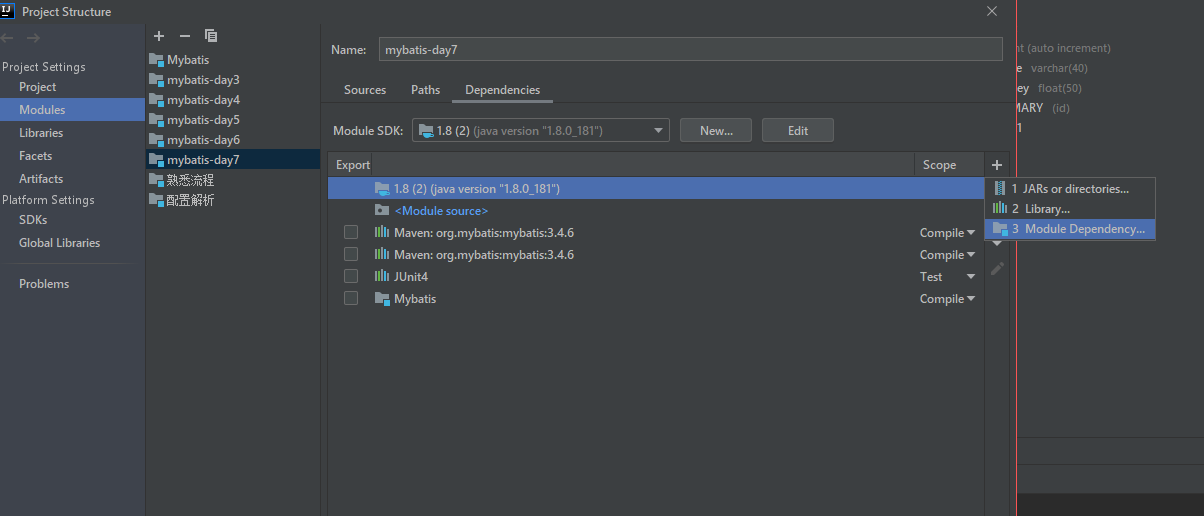 Project Structure
Project Settings
Project
Modules
Libraries
Facets
Artifacts
Platform Settings
SDKs
Global Libraries
Problems
Mybatis
mybatis-day3
mybatis-day4
mybatis-day5
mybatis-day6
mybatis-day7
熟悉流程
配置解析
Name: mybatis-day7
Sources Paths Dependencies
Module SDK: 1.8 (2) (java version "1.8.0_181") New... Edit
Export Scope
1.8 (2) (java version "1.8.0_181")
<Module source>
Maven: org.mybatis:mybatis:3.4.6 Compile
Maven: org.mybatis:mybatis:3.4.6 Compile
JUnit4 Test
Mybatis Compile
1 JARs or directories...
2 Library...
3 Module Dependency...
(auto increment)
varchar(40)
float(50)
(id)